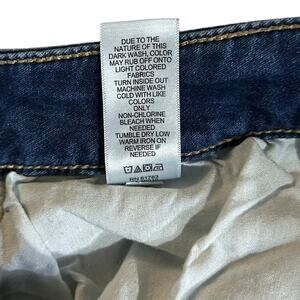 DUE TO THE
NATURE OF THIS
DARK WASH, COLOR
MAY RUB OFF ONTO
LIGHT COLORED
FABRICS
TURN INSIDE OUT
MACHINE WASH
COLD WITH LIKE
COLORS
ONLY
NON-CHLORINE
BLEACH WHEN
NEEDED
TUMBLE DRY LOW
WARM IRON ON
REVERSE IF
NEEDED
RN 61783